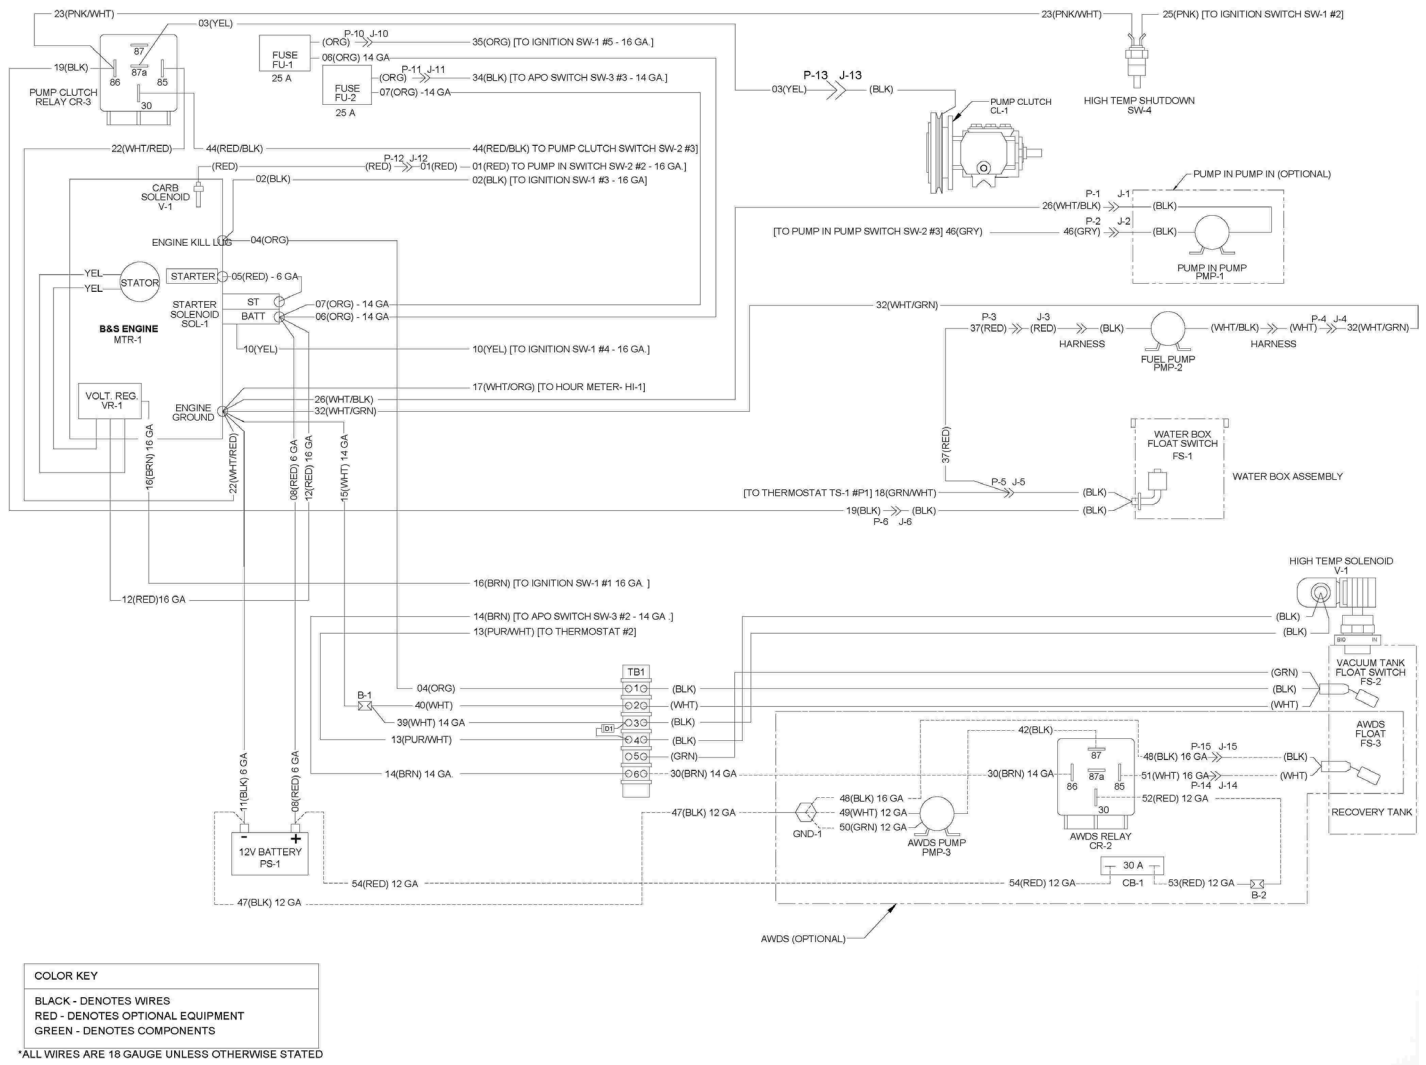 23(PNK/WHT)
23(PNK/WHT)
25(PNK) [TO IGNITION SWITCH SW-1 #2]
03(YEL)
87
87a
86
85
30
19(BLK)
PUMP CLUTCH
RELAY CR-3
FUSE
FU-1
25 A
(ORG)
P-10 J-10
35(ORG) [TO IGNITION SW-1 #5 - 16 GA.]
06(ORG) 14 GA
FUSE
FU-2
25 A
(ORG)
P-11 J-11
34(BLK) [TO APO SWITCH SW-3 #3 - 14 GA.]
07(ORG) -14 GA
P-13 J-13
03(YEL)
(BLK)
PUMP CLUTCH
CL-1
HIGH TEMP SHUTDOWN
SW-4
22(WHT/RED)
44(RED/BLK)
44(RED/BLK) TO PUMP CLUTCH SWITCH SW-2 #3]
(RED)
(RED)
P-12 J-12
01(RED)
01(RED) TO PUMP IN SWITCH SW-2 #2 - 16 GA.]
02(BLK)
02(BLK) [TO IGNITION SW-1 #3 - 16 GA]
CARB
SOLENOID
V-1
PUMP IN PUMP IN (OPTIONAL)
P-1 J-1
26(WHT/BLK)
(BLK)
P-2 J-2
[TO PUMP IN PUMP SWITCH SW-2 #3] 46(GRY)
46(GRY)
(BLK)
PUMP IN PUMP
PMP-1
ENGINE KILL LUG
04(ORG)
YEL
YEL
STATOR
STARTER
05(RED) - 6 GA
STARTER
SOLENOID
SOL-1
ST
BATT
07(ORG) - 14 GA
06(ORG) - 14 GA
B&S ENGINE
MTR-1
10(YEL)
10(YEL) [TO IGNITION SW-1 #4 - 16 GA.]
32(WHT/GRN)
P-3 J-3
37(RED)
(RED)
(BLK)
HARNESS
FUEL PUMP
PMP-2
(WHT/BLK)
(WHT)
P-4 J-4
32(WHT/GRN)
HARNESS
VOLT. REG.
VR-1
ENGINE
GROUND
17(WHT/ORG) [TO HOUR METER- HI-1]
26(WHT/BLK)
32(WHT/GRN)
16(BRN) 16 GA
22(WHT/RED)
08(RED) 6 GA
12(RED) 16 GA
15(WHT) 14 GA
37(RED)
WATER BOX
FLOAT SWITCH
FS-1
WATER BOX ASSEMBLY
P-5 J-5
[TO THERMOSTAT TS-1 #P1] 18(GRN/WHT)
(BLK)
19(BLK)
(BLK)
P-6 J-6
(BLK)
16(BRN) [TO IGNITION SW-1 #1 16 GA. ]
12(RED)16 GA
14(BRN) [TO APO SWITCH SW-3 #2 - 14 GA .]
13(PUR/WHT) [TO THERMOSTAT #2]
HIGH TEMP SOLENOID
V-1
(BLK)
(BLK)
BIG IN
TB1
B-1
04(ORG)
1
(BLK)
40(WHT)
2
(WHT)
39(WHT) 14 GA
D1
3
(BLK)
13(PUR/WHT)
4
(BLK)
5
(GRN)
14(BRN) 14 GA.
6
30(BRN) 14 GA
(GRN)
(BLK)
(WHT)
VACUUM TANK
FLOAT SWITCH
FS-2
AWDS
FLOAT
FS-3
42(BLK)
87
87a
86
85
30
30(BRN) 14 GA
48(BLK) 16 GA
P-15 J-15
(BLK)
51(WHT) 16 GA
P-14 J-14
(WHT)
52(RED) 12 GA
AWDS RELAY
CR-2
RECOVERY TANK
47(BLK) 12 GA
GND-1
48(BLK) 16 GA
49(WHT) 12 GA
50(GRN) 12 GA
AWDS PUMP
PMP-3
11(BLK) 6 GA
08(RED) 6 GA
- +
12V BATTERY
PS-1
54(RED) 12 GA
54(RED) 12 GA
30 A
CB-1
53(RED) 12 GA
B-2
47(BLK) 12 GA
AWDS (OPTIONAL)
COLOR KEY
BLACK - DENOTES WIRES
RED - DENOTES OPTIONAL EQUIPMENT
GREEN - DENOTES COMPONENTS
*ALL WIRES ARE 18 GAUGE UNLESS OTHERWISE STATED